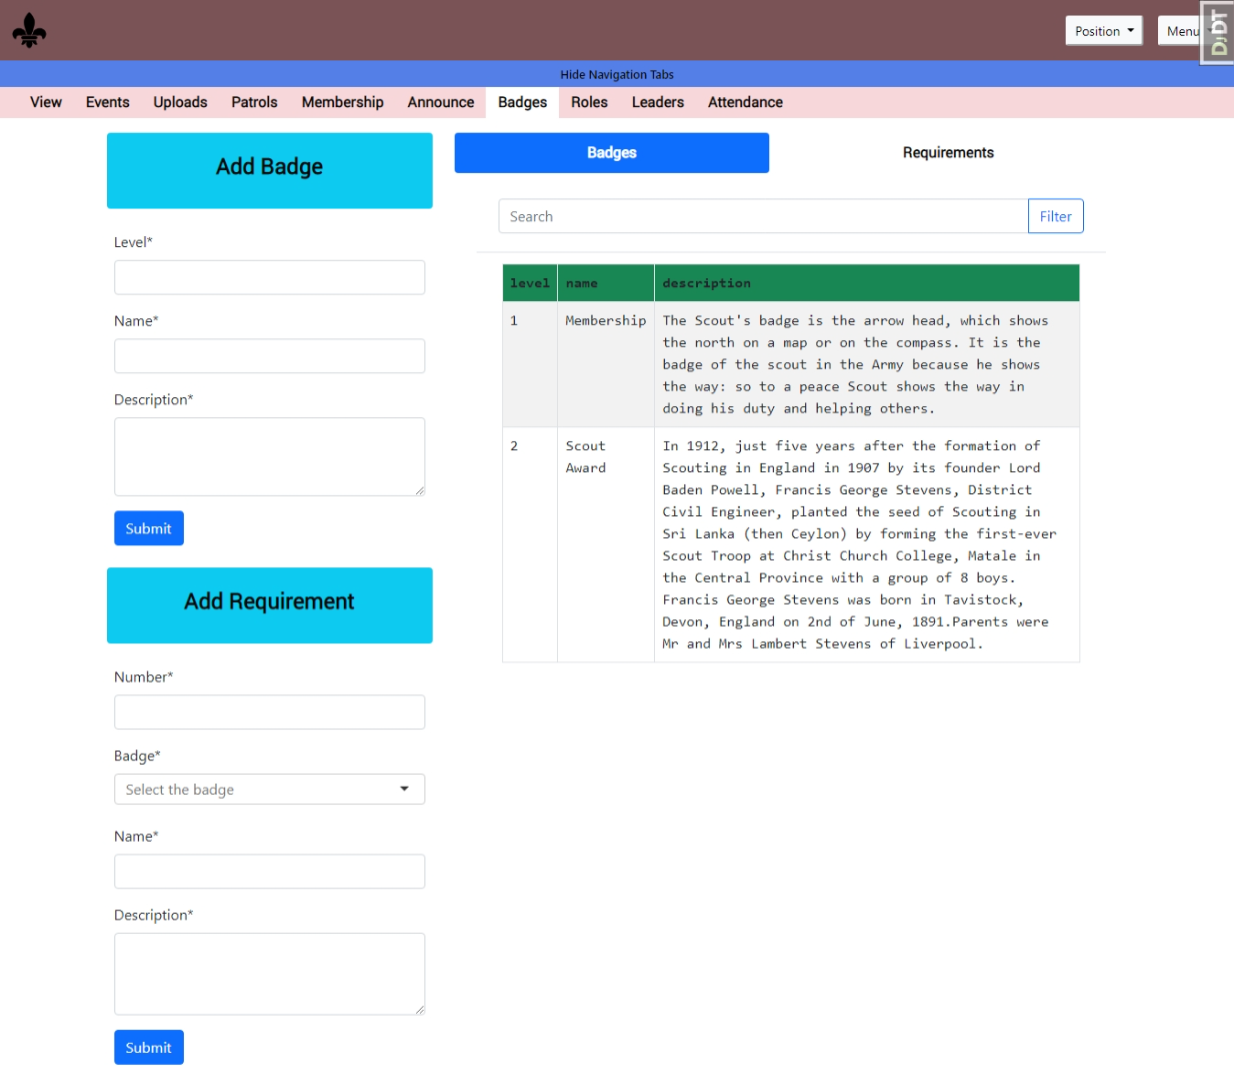 Position
Menu
DjDT
Hide Navigation Tabs
View Events Uploads Patrols Membership Announce Badges Roles Leaders Attendance
Add Badge
Level*
Name*
Description*
Submit
Add Requirement
Number*
Badge*
Select the badge
Name*
Description*
Submit
Badges Requirements
Search Filter
level name description
1 Membership The Scout's badge is the arrow head, which shows
the north on a map or on the compass. It is the
badge of the scout in the Army because he shows
the way: so to a peace Scout shows the way in
doing his duty and helping others.
2 Scout In 1912, just five years after the formation of
Award Scouting in England in 1907 by its founder Lord
Baden Powell, Francis George Stevens, District
Civil Engineer, planted the seed of Scouting in
Sri Lanka (then Ceylon) by forming the first-ever
Scout Troop at Christ Church College, Matale in
the Central Province with a group of 8 boys.
Francis George Stevens was born in Tavistock,
Devon, England on 2nd of June, 1891.Parents were
Mr and Mrs Lambert Stevens of Liverpool.